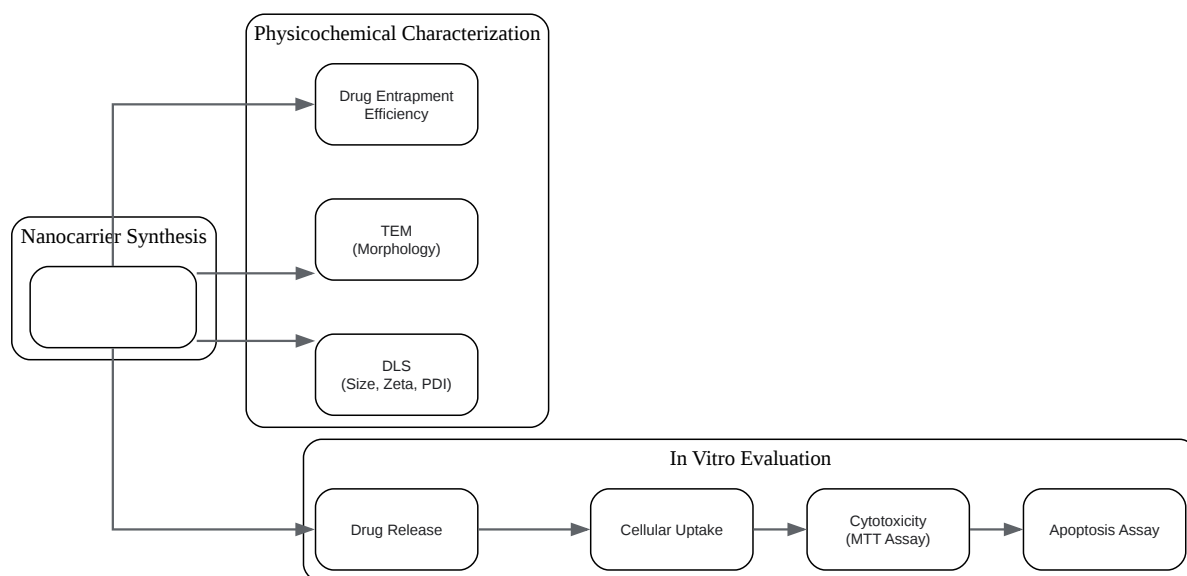 Physicochemical Characterization
Drug Entrapment
Efficiency
TEM
(Morphology)
Nanocarrier Synthesis
DLS
(Size, Zeta, PDI)
In Vitro Evaluation
Drug Release
Cellular Uptake
Cytotoxicity
(MTT Assay)
Apoptosis Assay